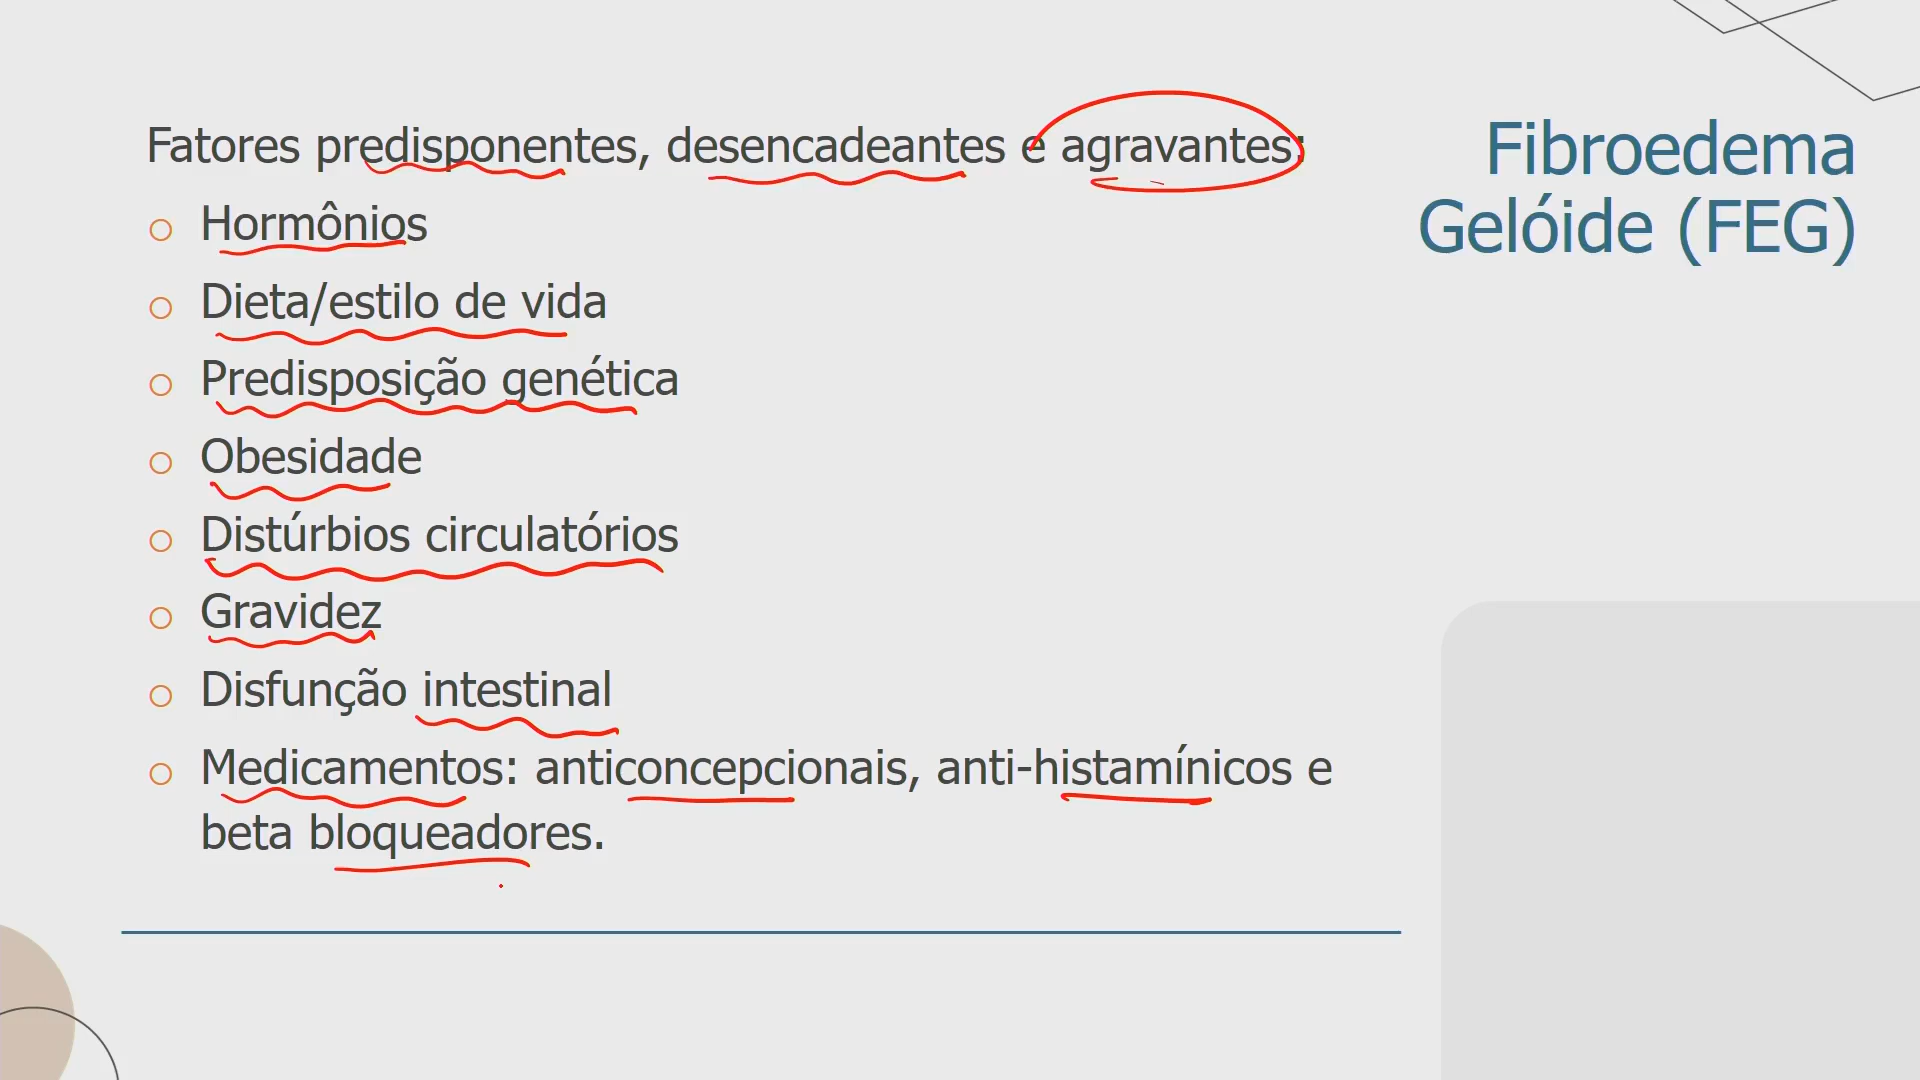 Fibroedema
Gelóide (FEG)
Fatores predisponentes, desencadeantes e agravantes:
Hormônios
Dieta/estilo de vida
Predisposição genética
Obesidade
Distúrbios circulatórios
Gravidez
Disfunção intestinal
Medicamentos: anticoncepcionais, anti-histamínicos e
beta bloqueadores.